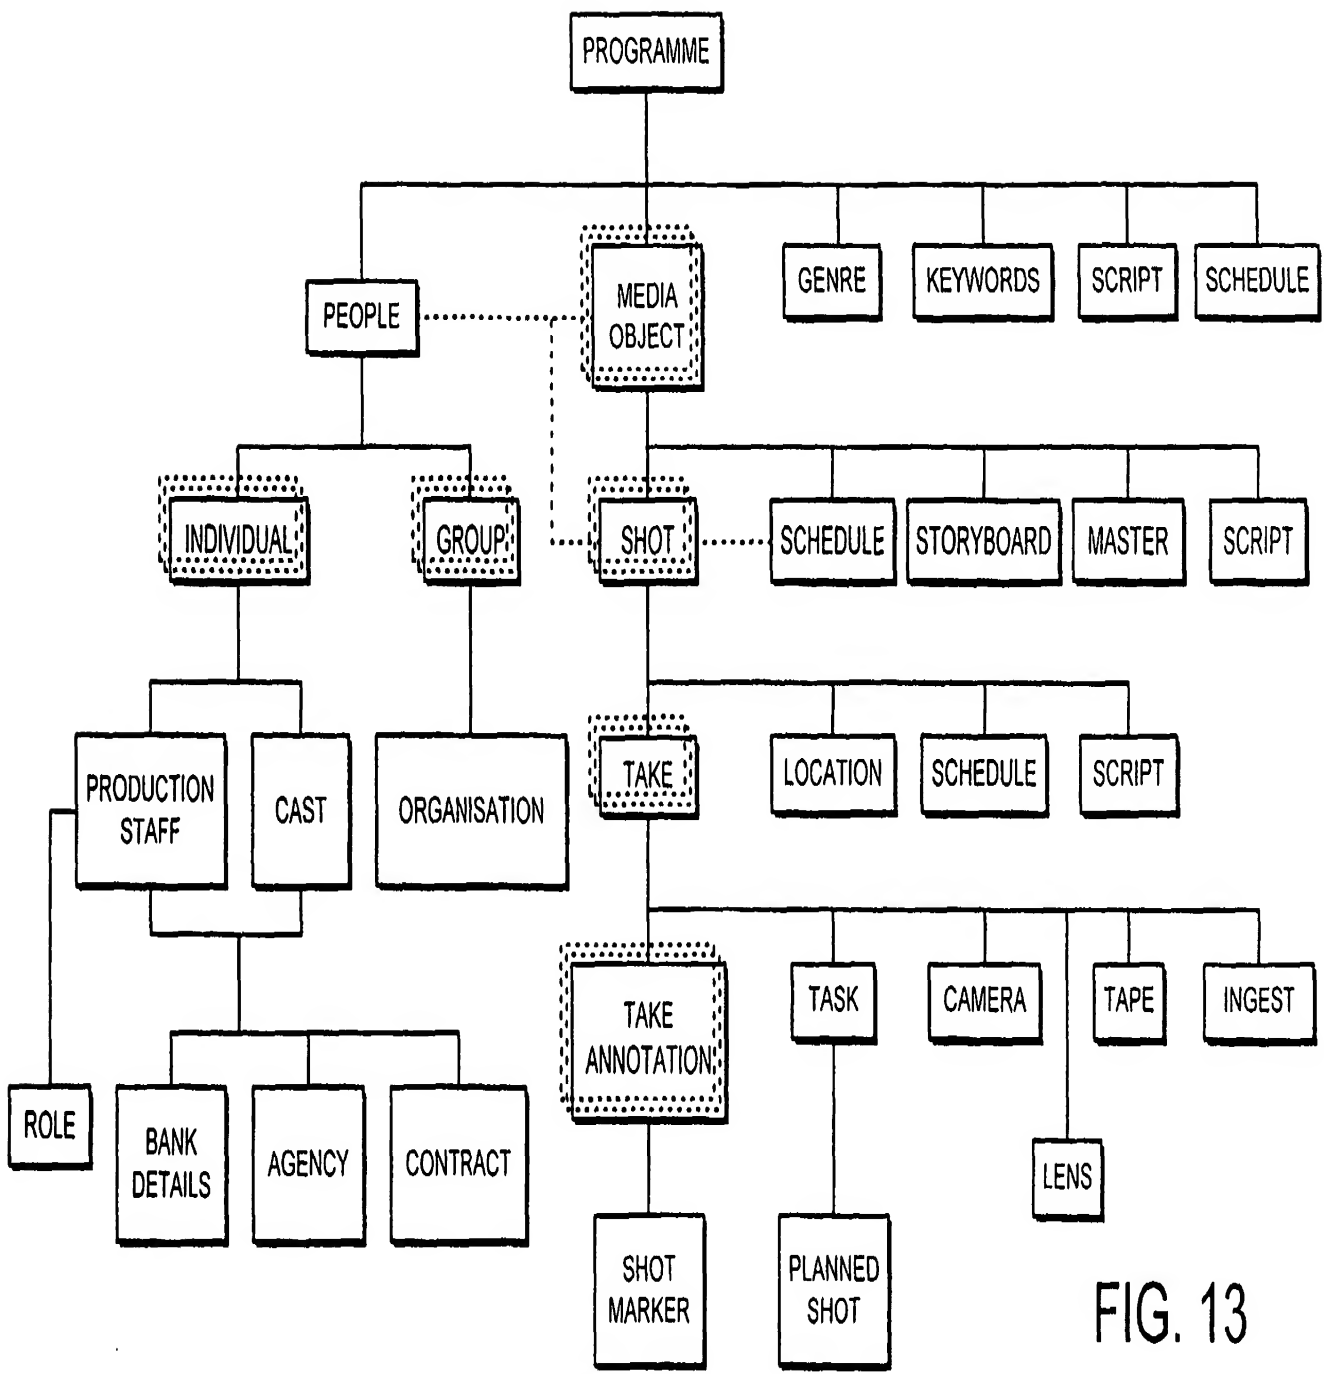 PROGRAMME
GENRE
KEYWORDS
SCRIPT
SCHEDULE
MEDIA
OBJECT
PEOPLE
INDIVIDUAL
GROUP
SHOT
SCHEDULE
STORYBOARD
MASTER
SCRIPT
PRODUCTION
STAFF
CAST
ORGANISATION
TAKE
LOCATION
SCHEDULE
SCRIPT
TAKE
ANNOTATION
TASK
CAMERA
TAPE
INGEST
ROLE
BANK
DETAILS
AGENCY
CONTRACT
LENS
SHOT
MARKER
PLANNED
SHOT
FIG. 13